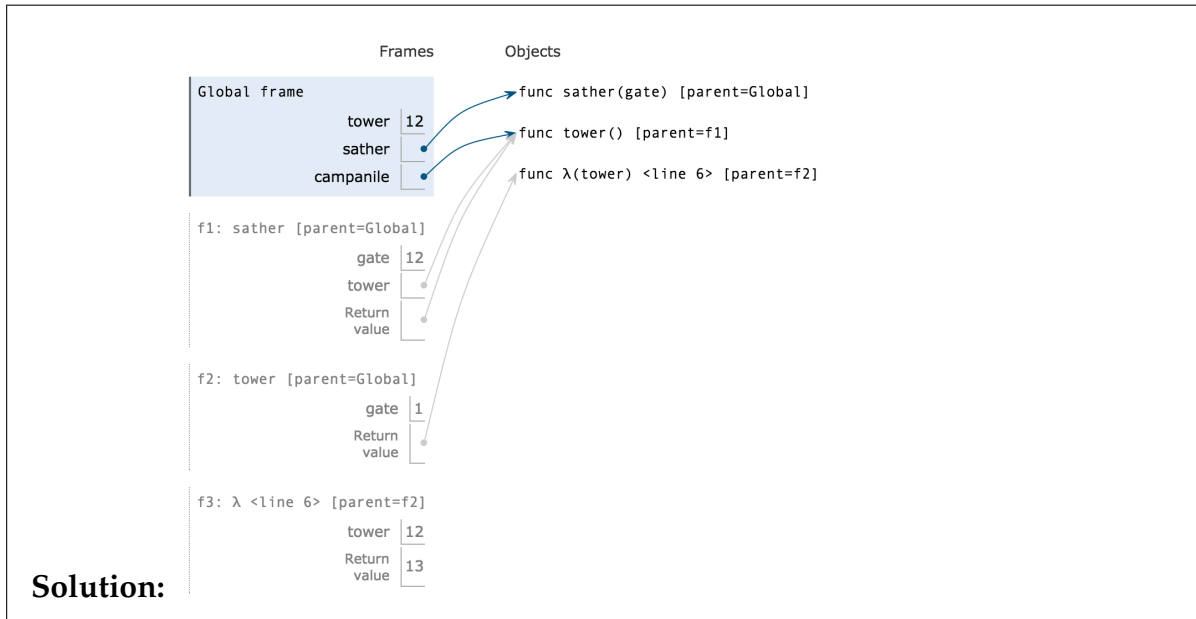 Frames Objects
Global frame
func sather(gate) [parent=Global]
tower 12
func tower() [parent=f1]
sather
campanile
func λ(tower) <line 6> [parent=f2]
f1: sather [parent=Global]
gate 12
tower
Return
value
f2: tower [parent=Global]
gate 1
Return
value
f3: λ <line 6> [parent=f2]
tower 12
Return
value 13
Solution: